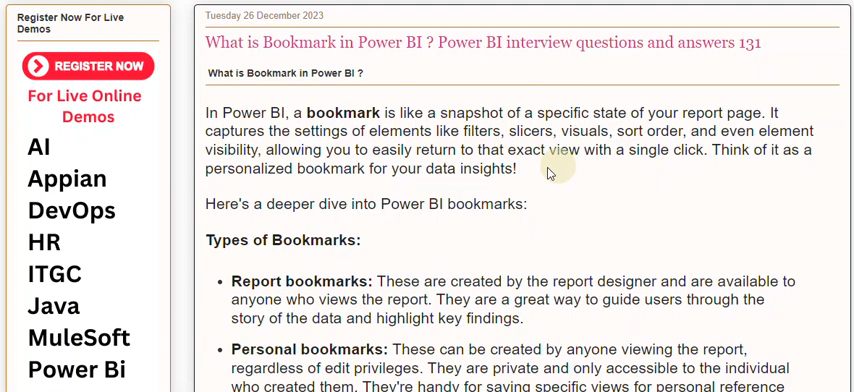 Register Now For Live
Demos
REGISTER NOW
For Live Online
Demos
AI
Appian
DevOps
HR
ITGC
Java
MuleSoft
Power Bi
Tuesday 26 December 2023
What is Bookmark in Power BI ? Power BI interview questions and answers 131
What is Bookmark in Power BI ?
In Power BI, a bookmark is like a snapshot of a specific state of your report page. It
captures the settings of elements like filters, slicers, visuals, sort order, and even element
visibility, allowing you to easily return to that exact view with a single click. Think of it as a
personalized bookmark for your data insights!
Here's a deeper dive into Power BI bookmarks:
Types of Bookmarks:
• Report bookmarks: These are created by the report designer and are available to
anyone who views the report. They are a great way to guide users through the
story of the data and highlight key findings.
• Personal bookmarks: These can be created by anyone viewing the report,
regardless of edit privileges. They are private and only accessible to the individual
who created them. They're handy for saving specific views for personal reference